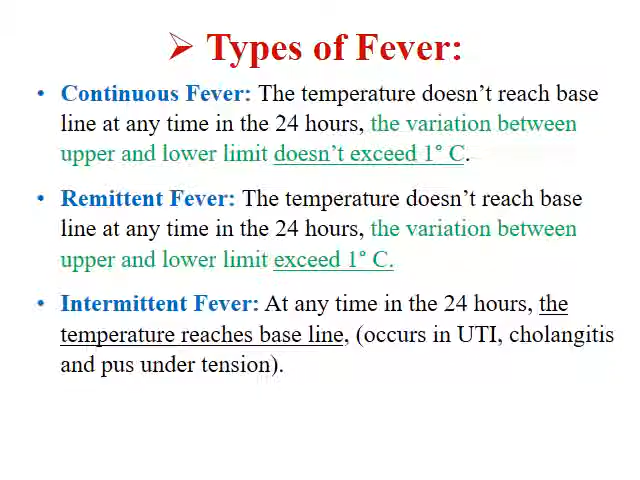 ➢ Types of Fever:
• Continuous Fever: The temperature doesn't reach base
line at any time in the 24 hours, the variation between
upper and lower limit doesn't exceed 1° C.
• Remittent Fever: The temperature doesn't reach base
line at any time in the 24 hours, the variation between
upper and lower limit exceed 1° C.
• Intermittent Fever: At any time in the 24 hours, the
temperature reaches base line, (occurs in UTI, cholangitis
and pus under tension).